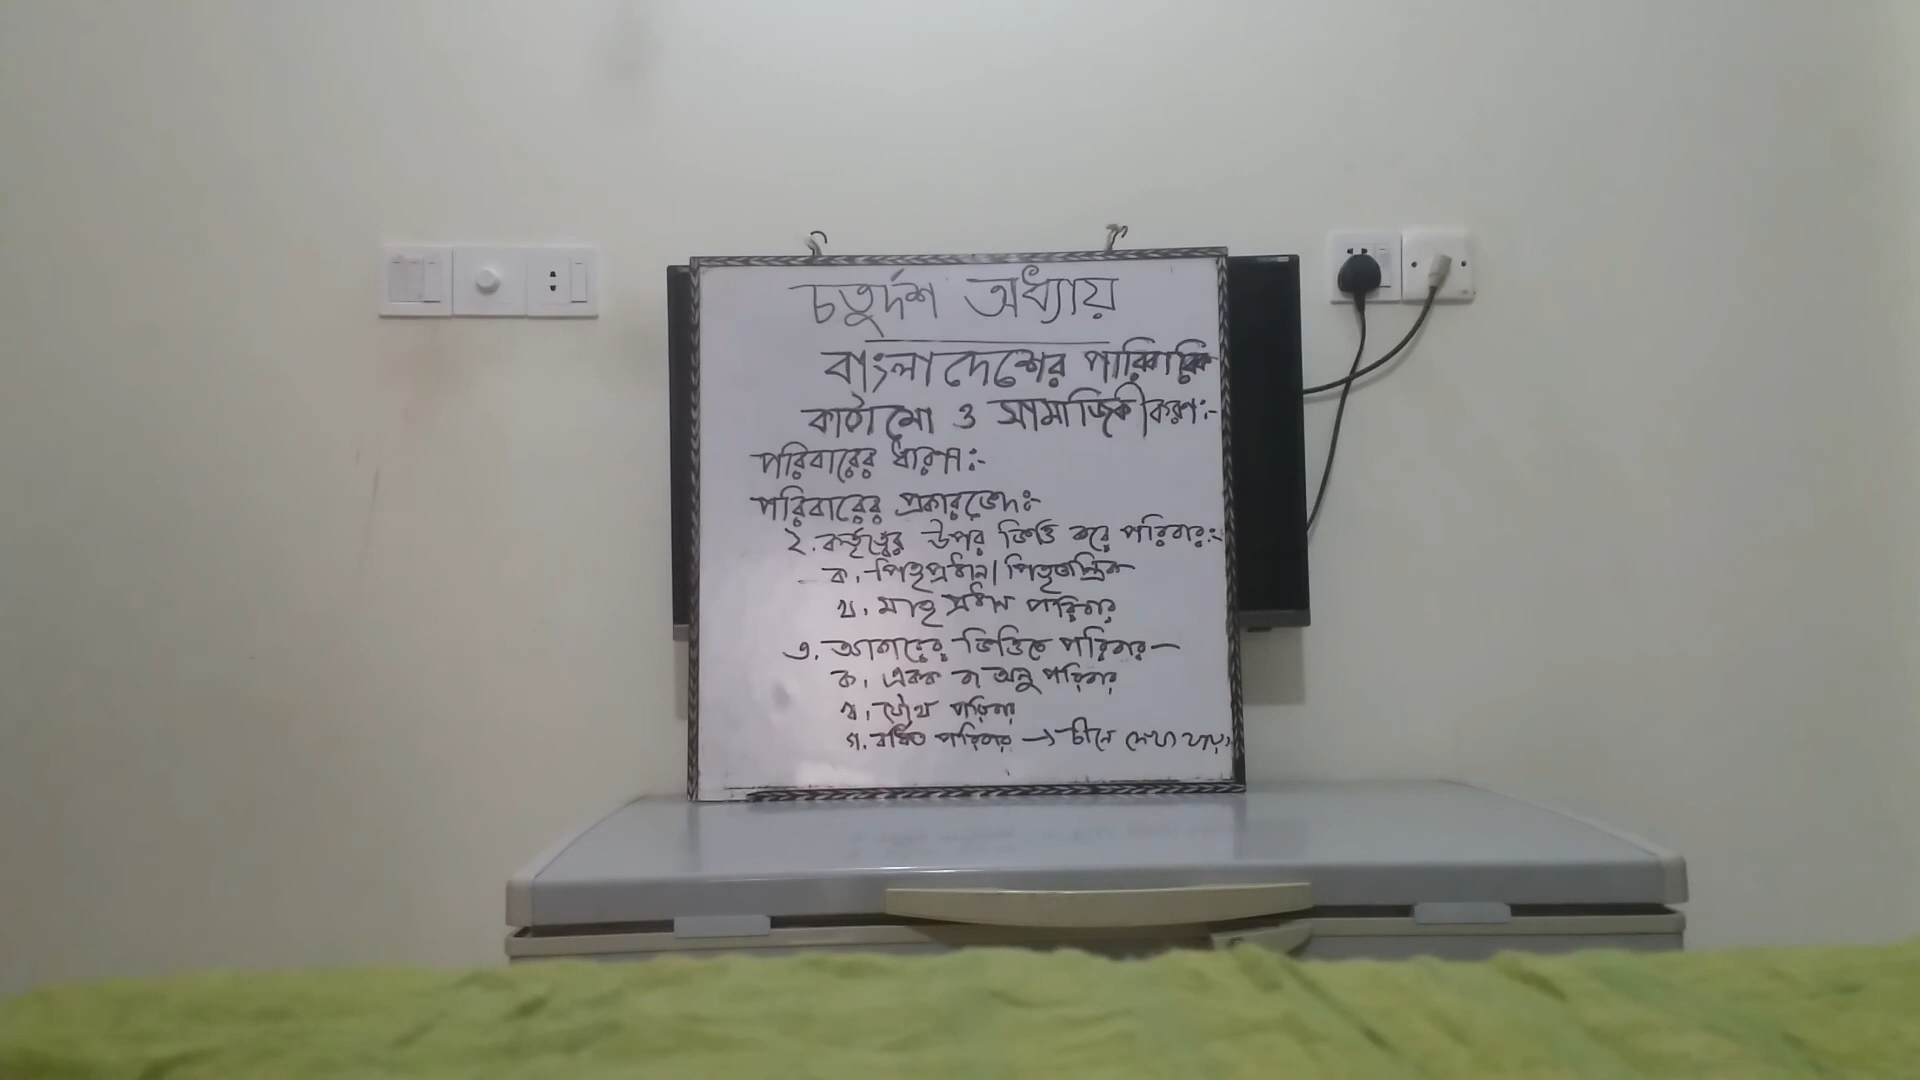 চতুর্দশ অধ্যায়
বাংলাদেশের পারিবারিক
কাঠামো ও সামাজিকীকরণ:-
পরিবারের ধারণা:-
পরিবারের প্রকারভেদ:-
২. কর্তৃত্বের উপর ভিত্তি করে পরিবার:-
ক. পিতৃপ্রধান/পিতৃতান্ত্রিক
খ. মাতৃ প্রধান পরিবার
৩. আকারের ভিত্তিতে পরিবার-
ক. একক বা অনু পরিবার
খ. যৌথ পরিবার
গ. বর্ধিত পরিবার → চীনে দেখা যায়।